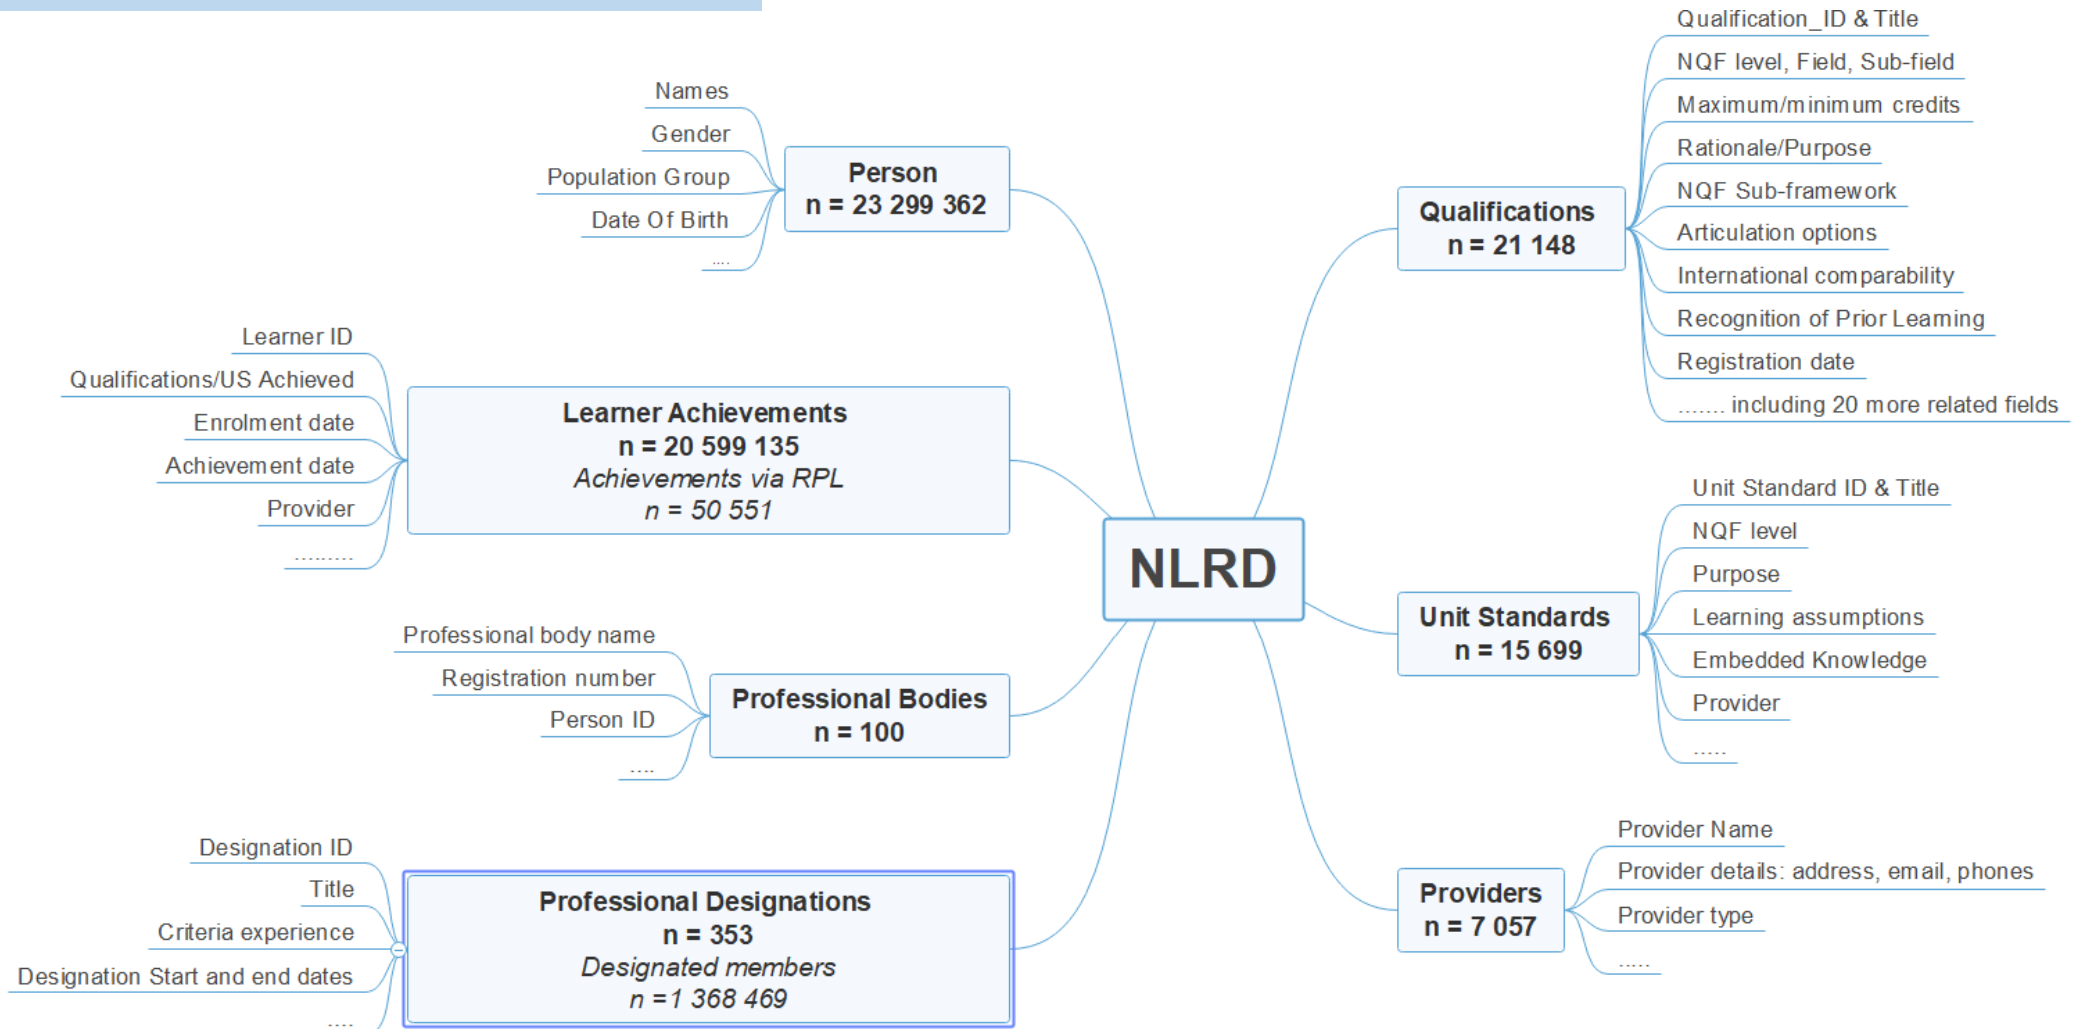 Names
Gender
Population Group
Date Of Birth
....
Person
n = 23 299 362
Learner ID
Qualifications/US Achieved
Enrolment date
Achievement date
Provider
.........
Learner Achievements
n = 20 599 135
Achievements via RPL
n = 50 551
Professional body name
Registration number
Person ID
....
Professional Bodies
n = 100
Designation ID
Title
Criteria experience
Designation Start and end dates
....
Professional Designations
n = 353
Designated members
n =1 368 469
NLRD
Qualifications
n = 21 148
Qualification_ID & Title
NQF level, Field, Sub-field
Maximum/minimum credits
Rationale/Purpose
NQF Sub-framework
Articulation options
International comparability
Recognition of Prior Learning
Registration date
....... including 20 more related fields
Unit Standards
n = 15 699
Unit Standard ID & Title
NQF level
Purpose
Learning assumptions
Embedded Knowledge
Provider
.....
Providers
n = 7 057
Provider Name
Provider details: address, email, phones
Provider type
.....